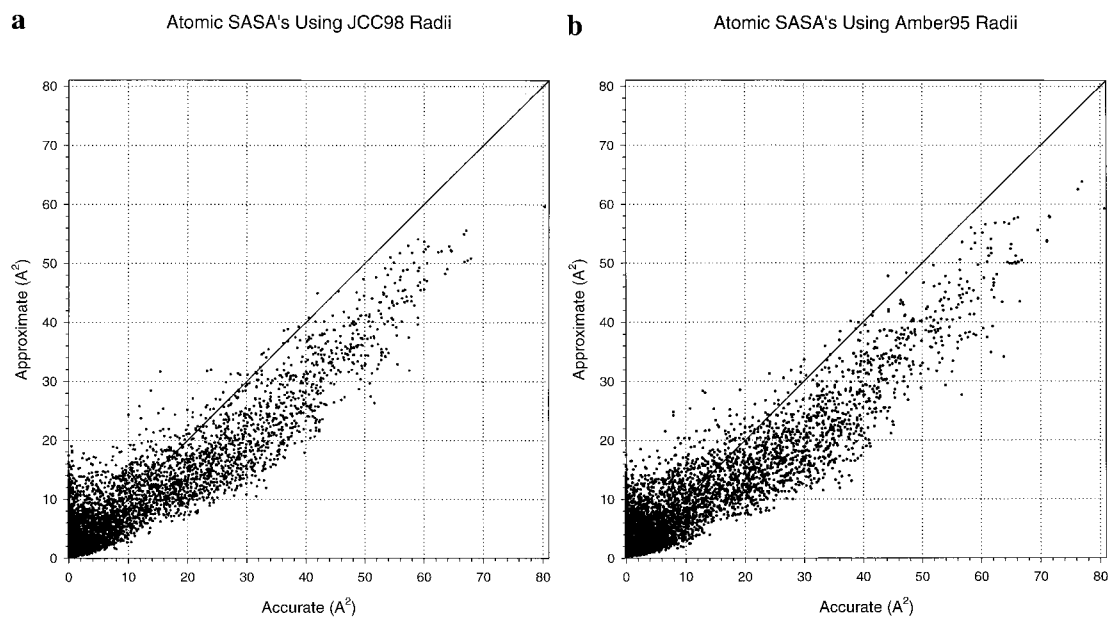 a
Atomic SASA's Using JCC98 Radii
80
70
60
50
40
30
20
10
0
Approximate (A²)
0 10 20 30 40 50 60 70 80
Accurate (A²)
b
Atomic SASA's Using Amber95 Radii
80
70
60
50
40
30
20
10
0
Approximate (A²)
0 10 20 30 40 50 60 70 80
Accurate (A²)